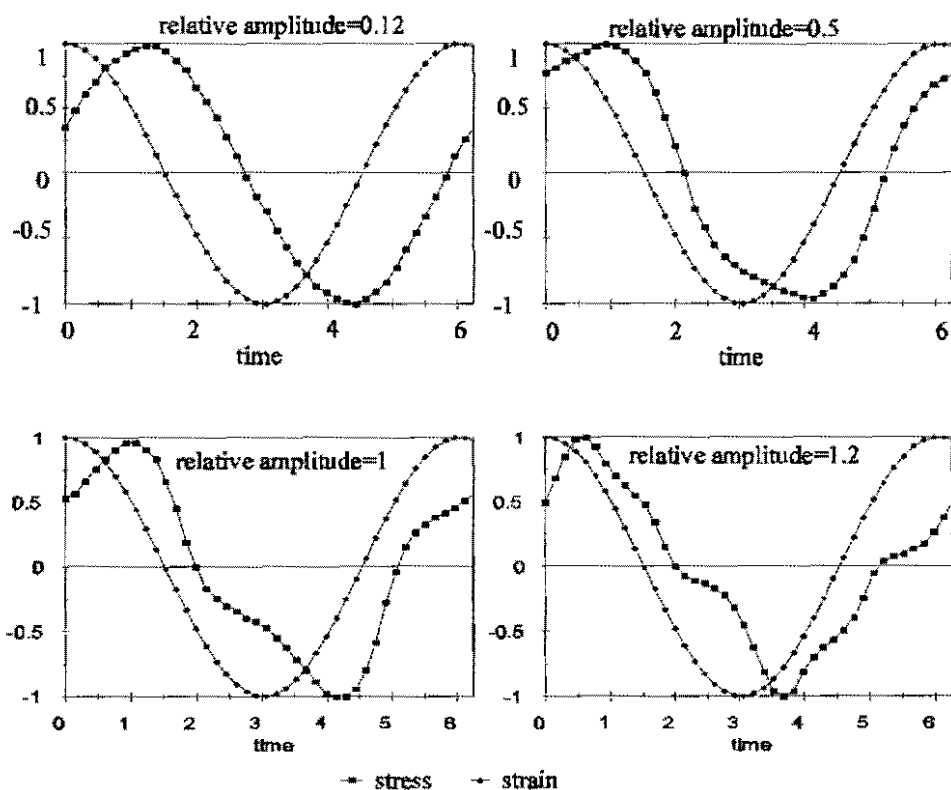 relative amplitude=0.12
1
0.5
0
-0.5
-1
0 2 4 6
time
relative amplitude=0.5
1
0.5
0
-0.5
-1
0 2 4 6
time
relative amplitude=1
1
0.5
0
-0.5
-1
0 1 2 3 4 5 6
time
relative amplitude=1.2
1
0.5
0
-0.5
-1
0 1 2 3 4 5 6
time
stress strain